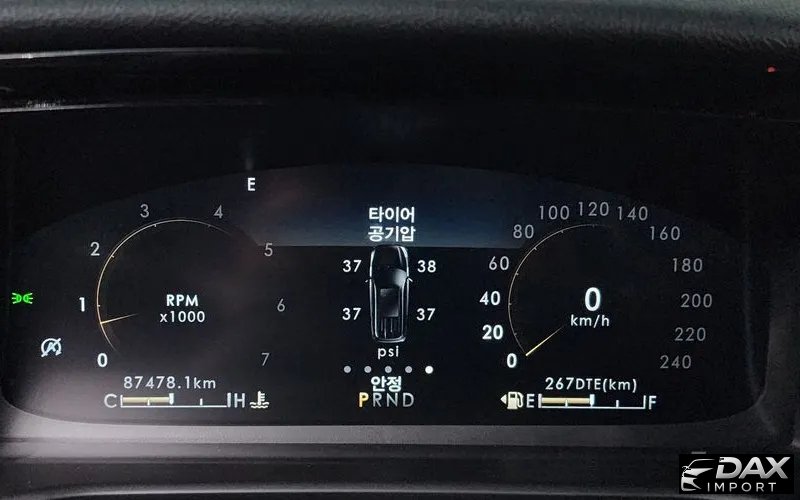 E
타이어
공기압
37 38
37 37
psi
안정
PRND
0 1 2 3 4 5 6 7
RPM
x1000
87478.1km
C H
0 20 40 60 80 100 120 140 160 180 200 220 240
0
km/h
267DTE(km)
E F
DAX
IMPORT